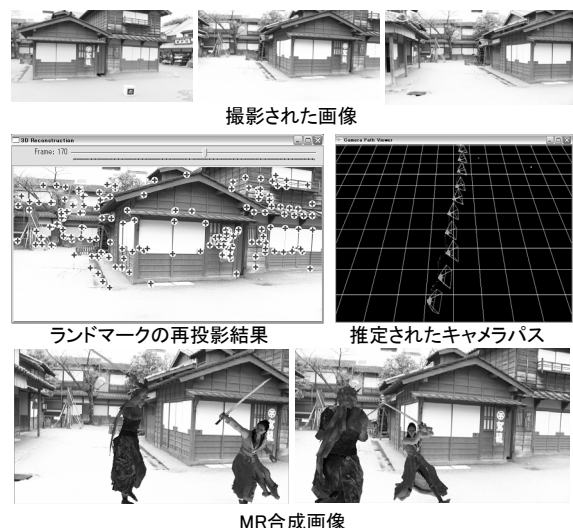 撮影された画像
3D Reconstruction
Frame: 170
Camera Path Viewer
ランドマークの再投影結果
推定されたキャメラパス
MR合成画像